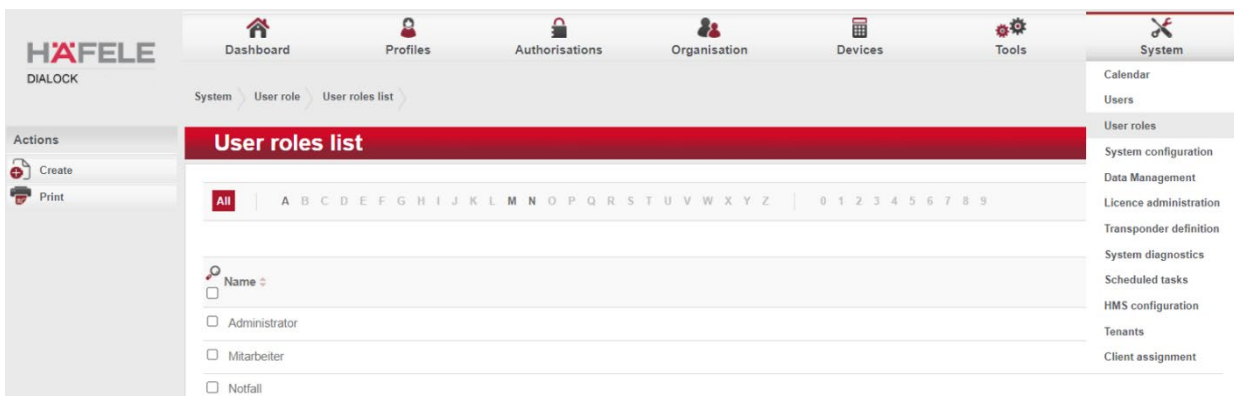 HÄFELE
DIALOCK
Dashboard
Profiles
Authorisations
Organisation
Devices
Tools
System
System
User role
User roles list
Calendar
Users
User roles
System configuration
Data Management
Licence administration
Transponder definition
System diagnostics
Scheduled tasks
HMS configuration
Tenants
Client assignment
Actions
Create
Print
User roles list
All A B C D E F G H I J K L M N O P Q R S T U V W X Y Z 0 1 2 3 4 5 6 7 8 9
Name
Administrator
Mitarbeiter
Notfall